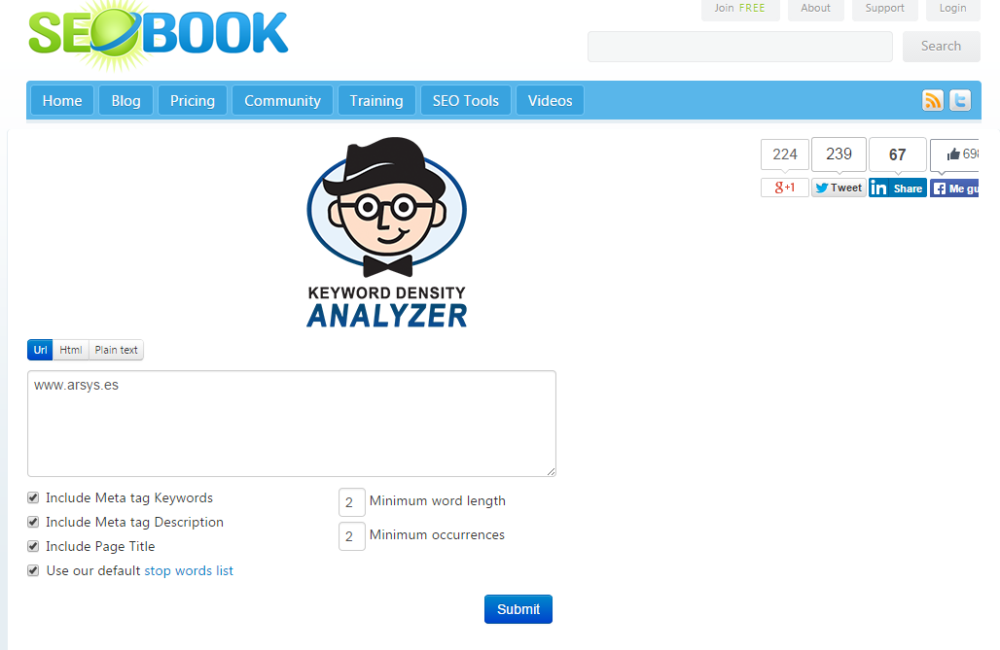 Join FREE About Support Login
SEOBOOK
Search
Home Blog Pricing Community Training SEO Tools Videos
224 239 67 698
g+1 Tweet in Share f Me gu
KEYWORD DENSITY
ANALYZER
Url Html Plain text
www.arsys.es
Include Meta tag Keywords 2 Minimum word length
Include Meta tag Description
2 Minimum occurrences
Include Page Title
Use our default stop words list
Submit